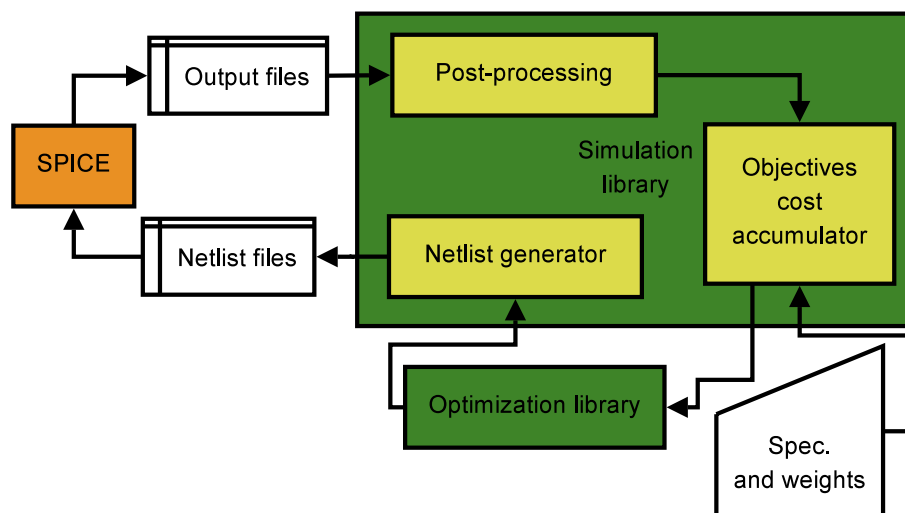 Output files
Post-processing
SPICE
Simulation
library
Objectives
cost
accumulator
Netlist files
Netlist generator
Optimization library
Spec.
and weights